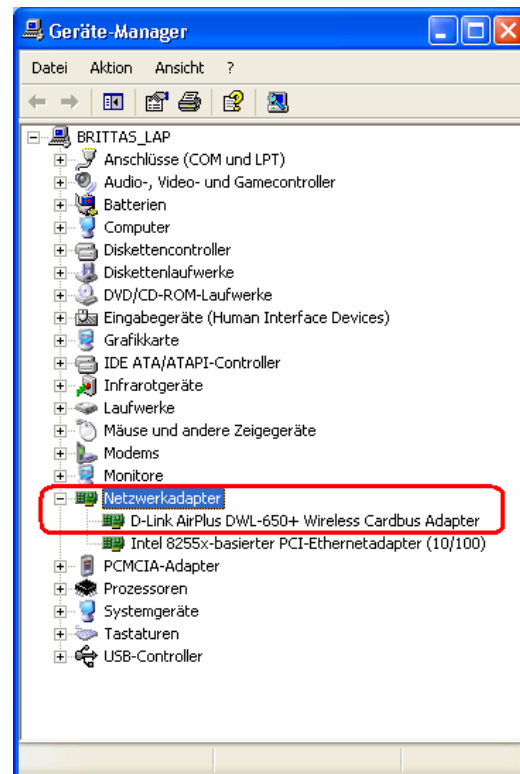 Geräte-Manager
Datei Aktion Ansicht ?
BRITTAS_LAP
Anschlüsse (COM und LPT)
Audio-, Video- und Gamecontroller
Batterien
Computer
Diskettencontroller
Diskettenlaufwerke
DVD/CD-ROM-Laufwerke
Eingabegeräte (Human Interface Devices)
Grafikkarte
IDE ATA/ATAPI-Controller
Infrarotgeräte
Laufwerke
Mäuse und andere Zeigegeräte
Modems
Monitore
Netzwerkadapter
D-Link AirPlus DWL-650+ Wireless Cardbus Adapter
Intel 8255x-basierter PCI-Ethernetadapter (10/100)
PCMCIA-Adapter
Prozessoren
Systemgeräte
Tastaturen
USB-Controller